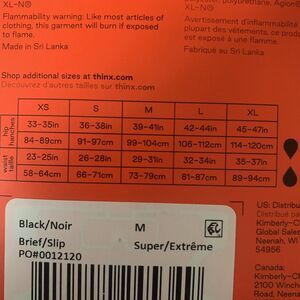 XL-N®
Flammability warning: Like most articles of
clothing, this garment will burn if exposed
to flame.
Made in Sri Lanka
polyuréthane, Agion®
XL-N®
Avertissement d'inflammabilité
plupart des vêtements, ce produit
est exposé à une flamme.
Fabriqué au Sri Lanka
Shop additional sizes at thinx.com
Découvrez d'autres tailles sur thinx.com
XS S M L XL
hip
hanches
33–35in 36–38in 39–41in 42–44in 45–47in
84–89cm 91–97cm 99–104cm 106–112cm 114–120cm
waist
taille
23–25in 26–28in 29–31in 32–34in 35–37in
58–64cm 66–71cm 73–79cm 81–87cm 89–94cm
Black/Noir M
Brief/Slip Super/Extrême
PO#0012120
US: Distribu
Distribué pa
Kimberly-C
Global Sales
Neenah, WI
54956
Canada:
Kimberly-C
2100 Winch
Road, Neen